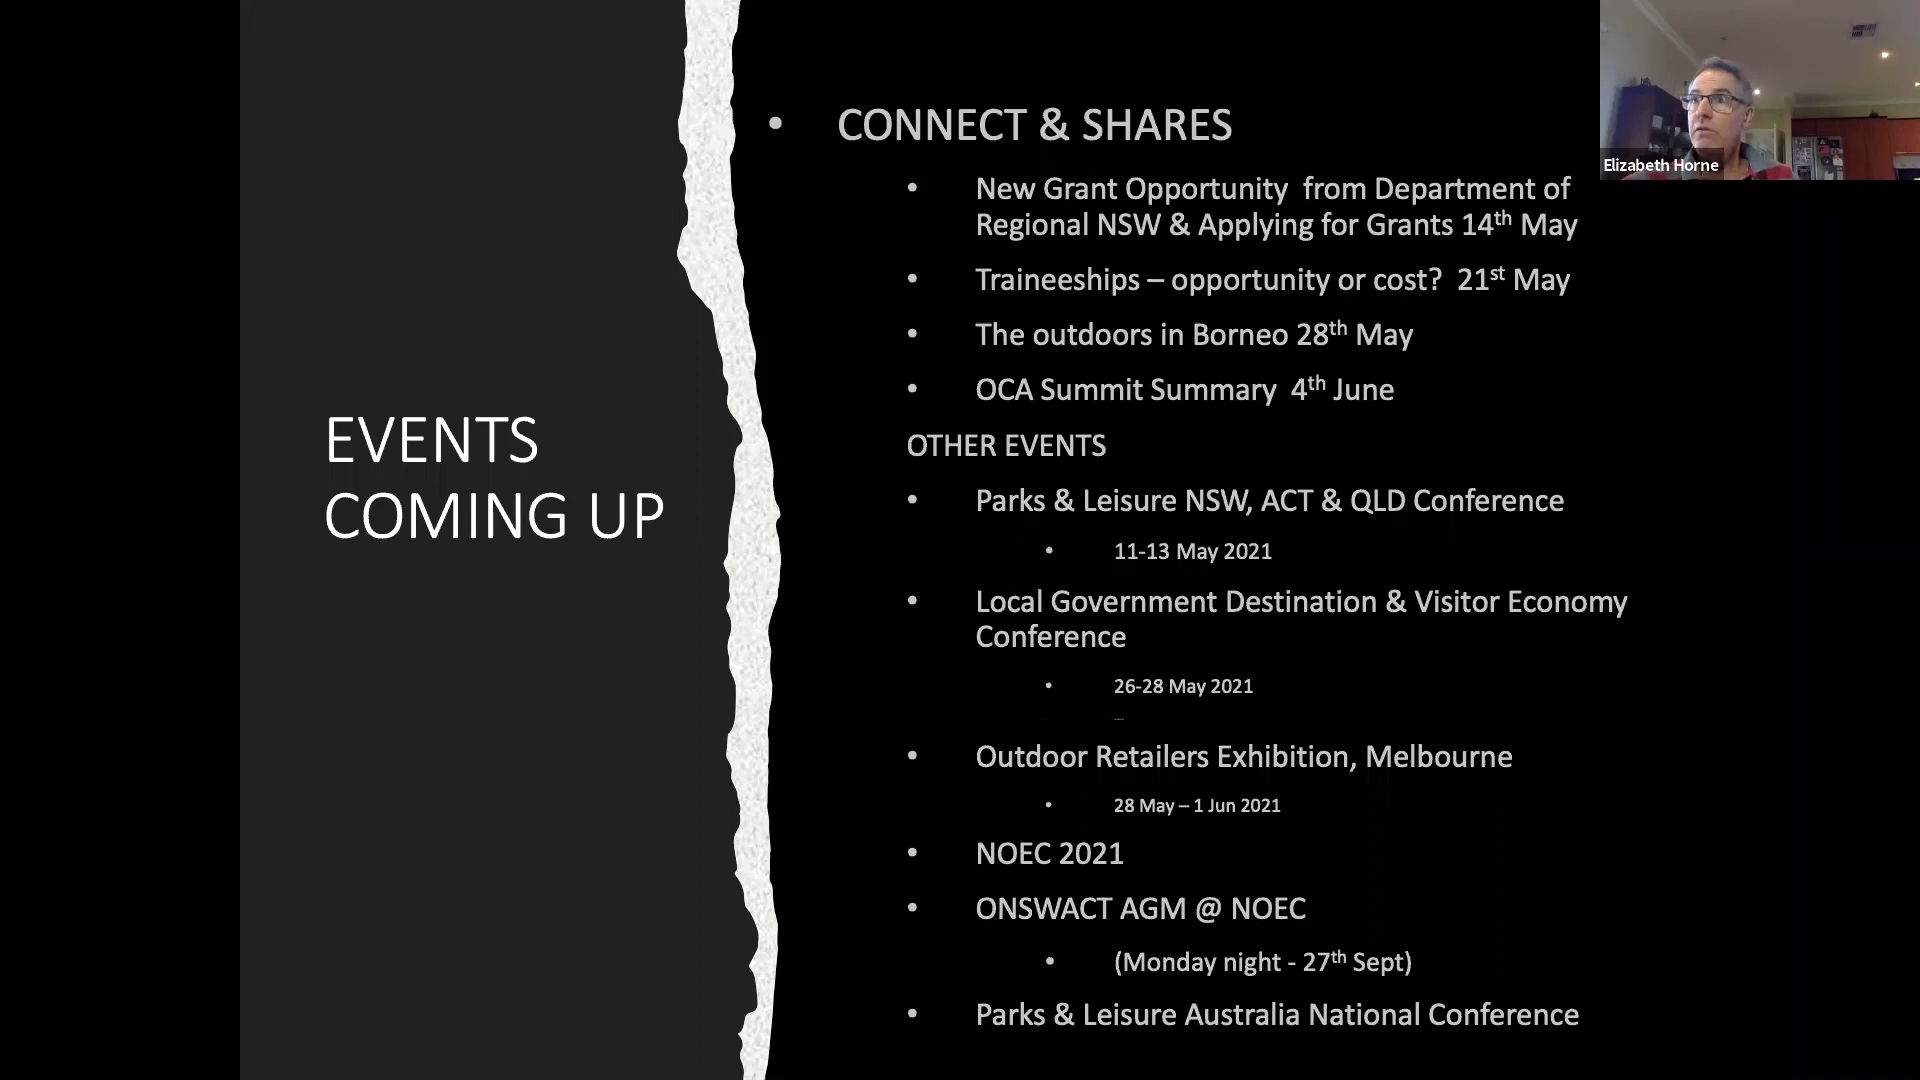 EVENTS
COMING UP
• CONNECT & SHARES
• New Grant Opportunity from Department of
Regional NSW & Applying for Grants 14th May
• Traineeships – opportunity or cost? 21st May
• The outdoors in Borneo 28th May
• OCA Summit Summary 4th June
OTHER EVENTS
• Parks & Leisure NSW, ACT & QLD Conference
• 11-13 May 2021
• Local Government Destination & Visitor Economy
Conference
• 26-28 May 2021
• Outdoor Retailers Exhibition, Melbourne
• 28 May – 1 Jun 2021
• NOEC 2021
• ONSWACT AGM @ NOEC
• (Monday night - 27th Sept)
• Parks & Leisure Australia National Conference
Elizabeth Horne